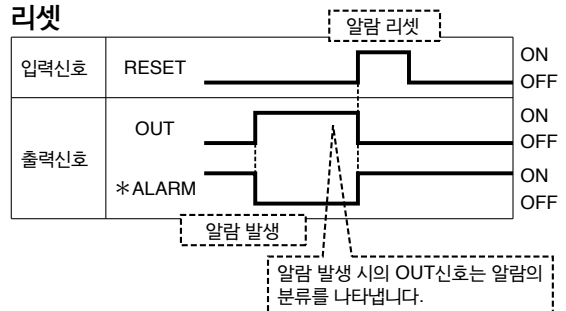 리셋
알람 리셋
입력신호 RESET ON
OFF
OUT ON
OFF
출력신호
＊ALARM ON
OFF
알람 발생
알람 발생 시의 OUT신호는 알람의
분류를 나타냅니다.